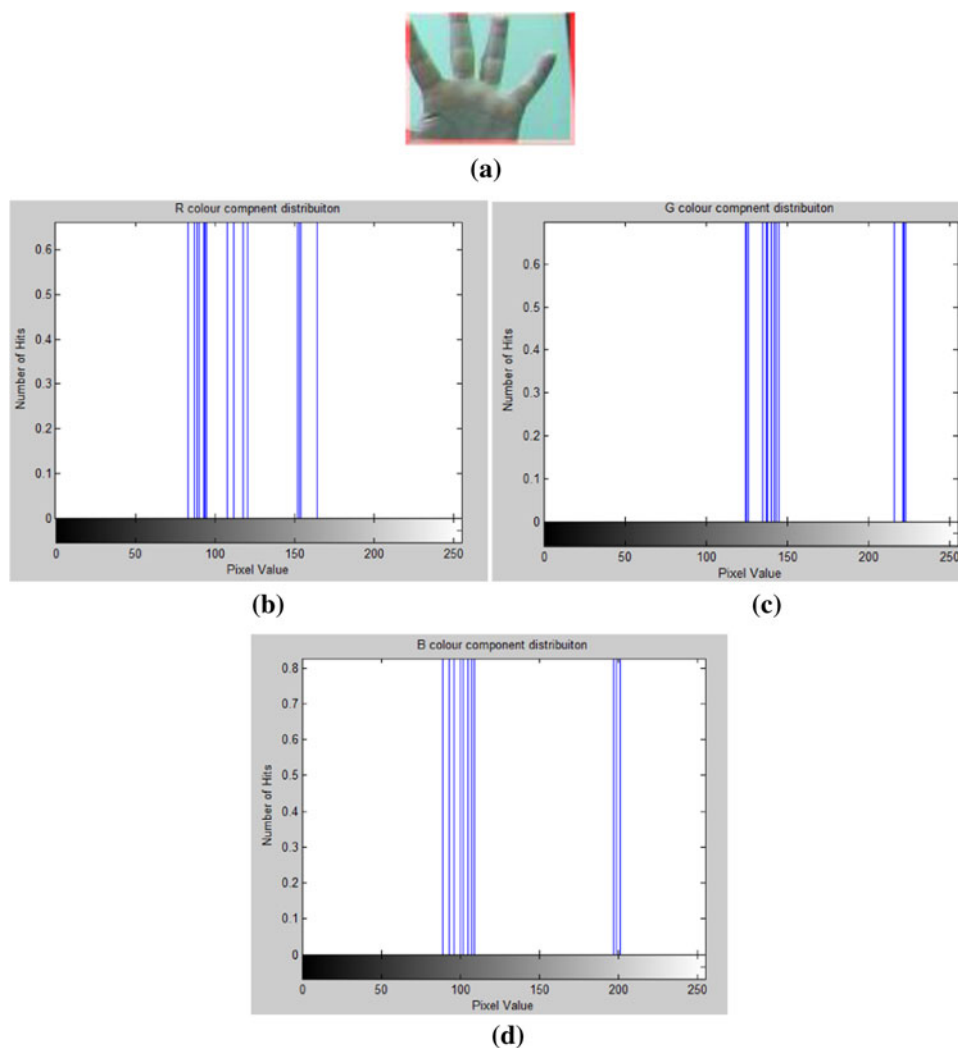 (a)
R colour compnent distribuiton
Number of Hits
0.6
0.5
0.4
0.3
0.2
0.1
0
0 50 100 150 200 250
Pixel Value
(b)
G colour compnent distribuiton
Number of Hits
0.6
0.5
0.4
0.3
0.2
0.1
0
0 50 100 150 200 250
Pixel Value
(c)
B colour component distribuiton
Number of Hits
0.8
0.7
0.6
0.5
0.4
0.3
0.2
0.1
0
0 50 100 150 200 250
Pixel Value
(d)